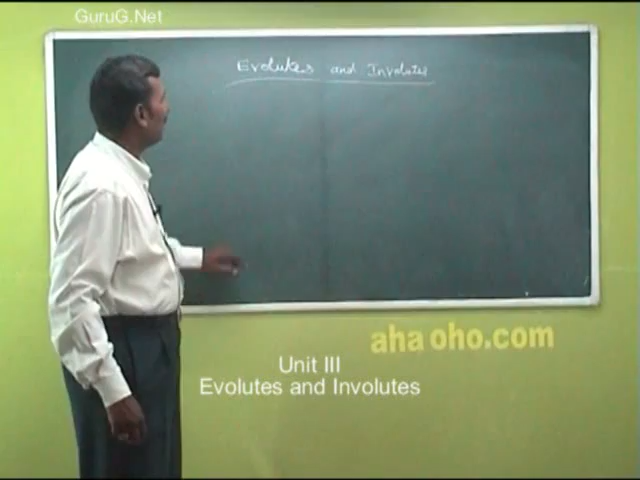 GuruG.Net
Evolutes and Involutes
aha oho.com
Unit III
Evolutes and Involutes